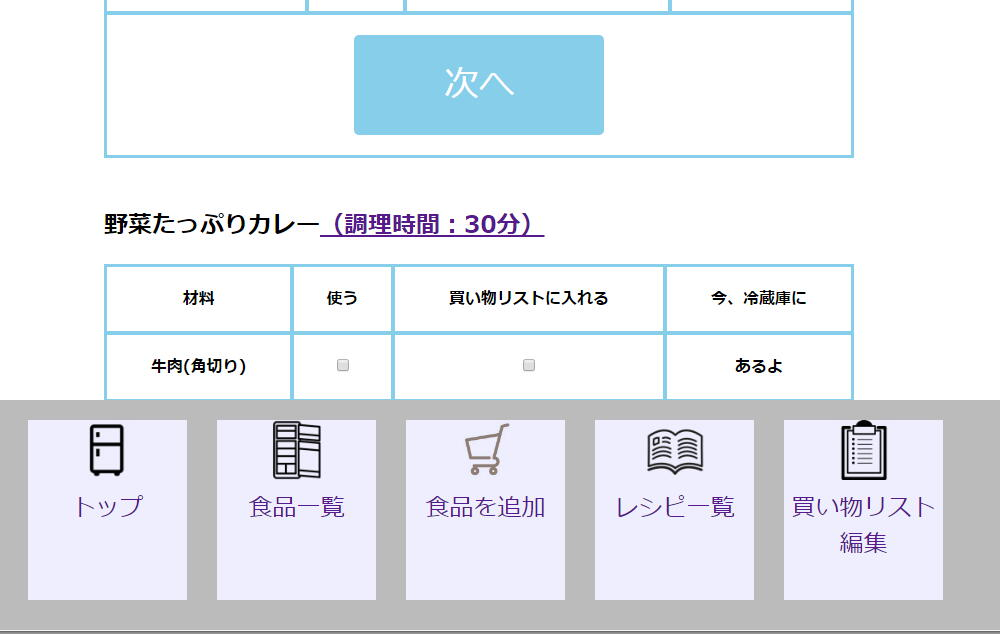 次へ
野菜たっぷりカレー（調理時間：30分）
材料 使う 買い物リストに入れる 今、冷蔵庫に
牛肉(角切り) あるよ
トップ 食品一覧 食品を追加 レシピ一覧 買い物リスト
編集